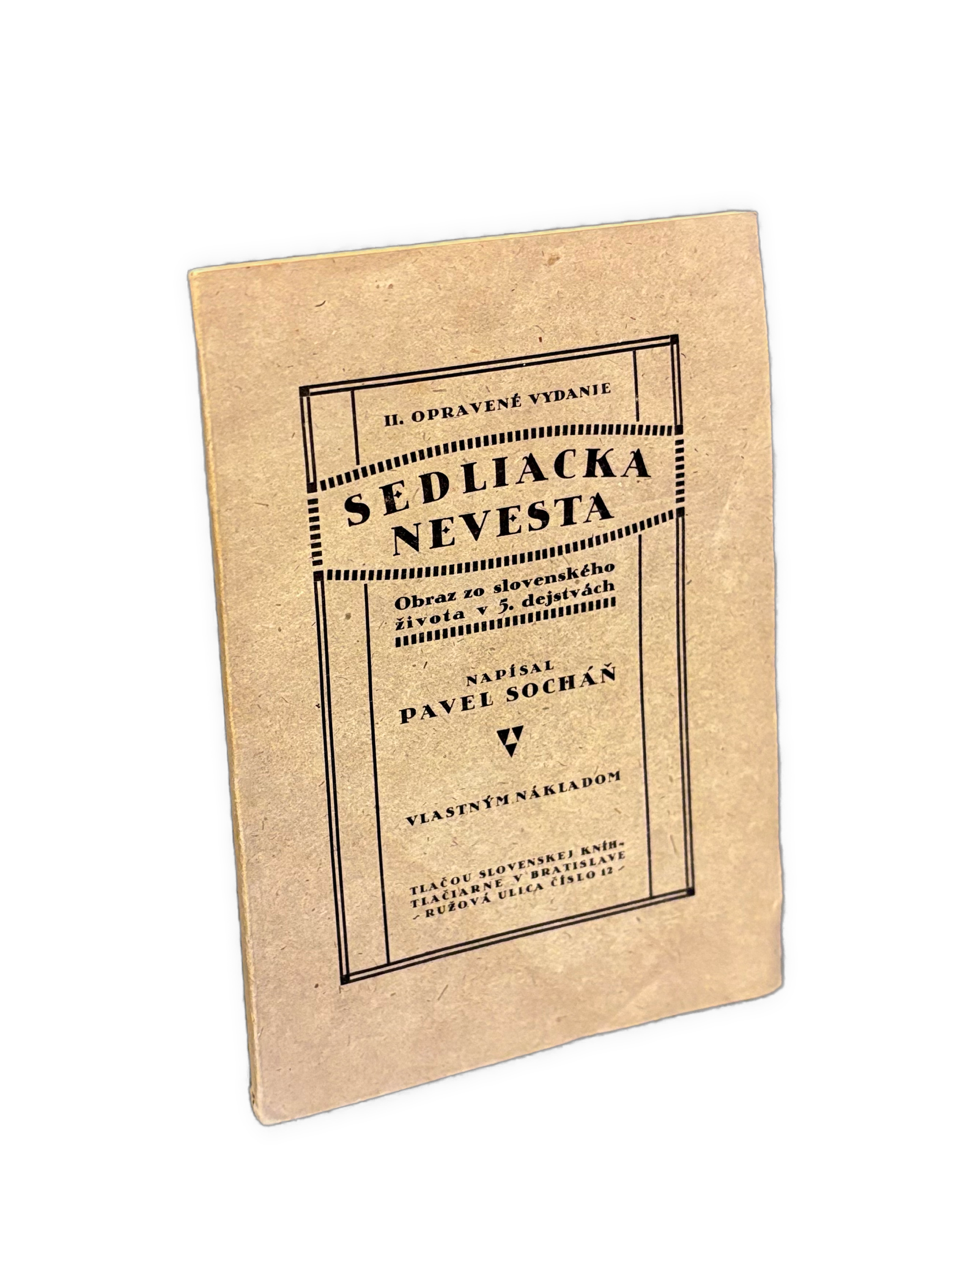 II. OPRAVENÉ VYDANIE
SEDLIACKA
NEVESTA
Obraz zo slovenského
života v 5. dejstvách
NAPÍSAL
PAVEL SOCHÁŇ
VLASTNÝM NÁKLADOM
TLAČOU SLOVENSKEJ KNÍH-
TLAČIARNE V BRATISLAVE
- RUŽOVÁ ULICA ČÍSLO 12 -